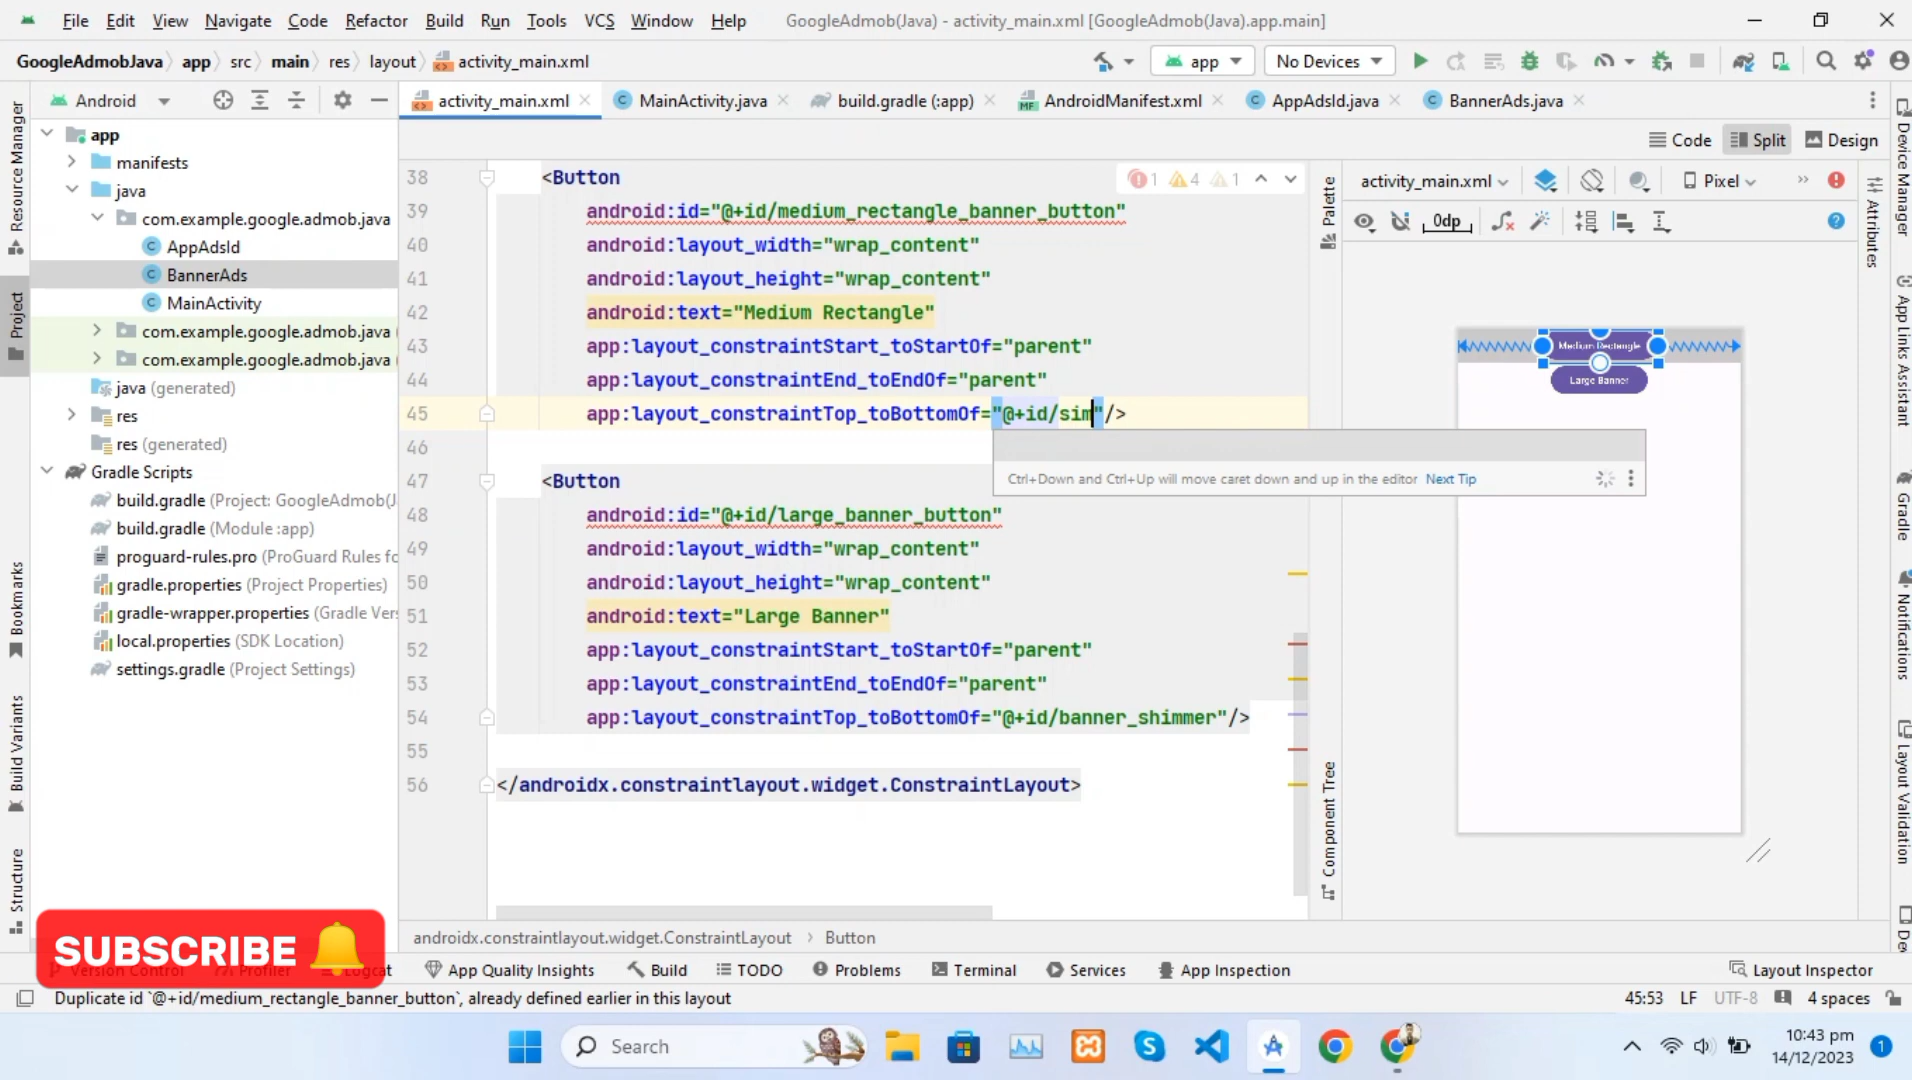 File Edit View Navigate Code Refactor Build Run Tools VCS Window Help GoogleAdmob(Java) - activity_main.xml [GoogleAdmob(Java).app.main]
GoogleAdmobJava app src main res layout activity_main.xml app No Devices
Android activity_main.xml MainActivity.java build.gradle (:app) AndroidManifest.xml AppAdsId.java BannerAds.java
Code Split Design
Resource Manager
Project
Bookmarks
Build Variants
Structure
app
manifests
java
com.example.google.admob.java
AppAdsId
BannerAds
MainActivity
com.example.google.admob.java (
com.example.google.admob.java (
java (generated)
res
res (generated)
Gradle Scripts
build.gradle (Project: GoogleAdmob(J
build.gradle (Module :app)
proguard-rules.pro (ProGuard Rules fo
gradle.properties (Project Properties)
gradle-wrapper.properties (Gradle Ver
local.properties (SDK Location)
settings.gradle (Project Settings)
38 <Button
39 android:id="@+id/medium_rectangle_banner_button"
40 android:layout_width="wrap_content"
41 android:layout_height="wrap_content"
42 android:text="Medium Rectangle"
43 app:layout_constraintStart_toStartOf="parent"
44 app:layout_constraintEnd_toEndOf="parent"
45 app:layout_constraintTop_toBottomOf="@+id/sim"/>
46
Ctrl+Down and Ctrl+Up will move caret down and up in the editor Next Tip
47 <Button
48 android:id="@+id/large_banner_button"
49 android:layout_width="wrap_content"
50 android:layout_height="wrap_content"
51 android:text="Large Banner"
52 app:layout_constraintStart_toStartOf="parent"
53 app:layout_constraintEnd_toEndOf="parent"
54 app:layout_constraintTop_toBottomOf="@+id/banner_shimmer"/>
55
56 </androidx.constraintlayout.widget.ConstraintLayout>
1 4 1
Palette
Component Tree
activity_main.xml Pixel
0dp
Medium Rectangle
Large Banner
Attributes
Device Manager
App Links Assistant
Gradle
Notifications
Layout Validation
De
androidx.constraintlayout.widget.ConstraintLayout Button
SUBSCRIBE
Version Control Profiler Logcat App Quality Insights Build TODO Problems Terminal Services App Inspection Layout Inspector
Duplicate id `@+id/medium_rectangle_banner_button`, already defined earlier in this layout 45:53 LF UTF-8 4 spaces
Search
10:43 pm
14/12/2023
1